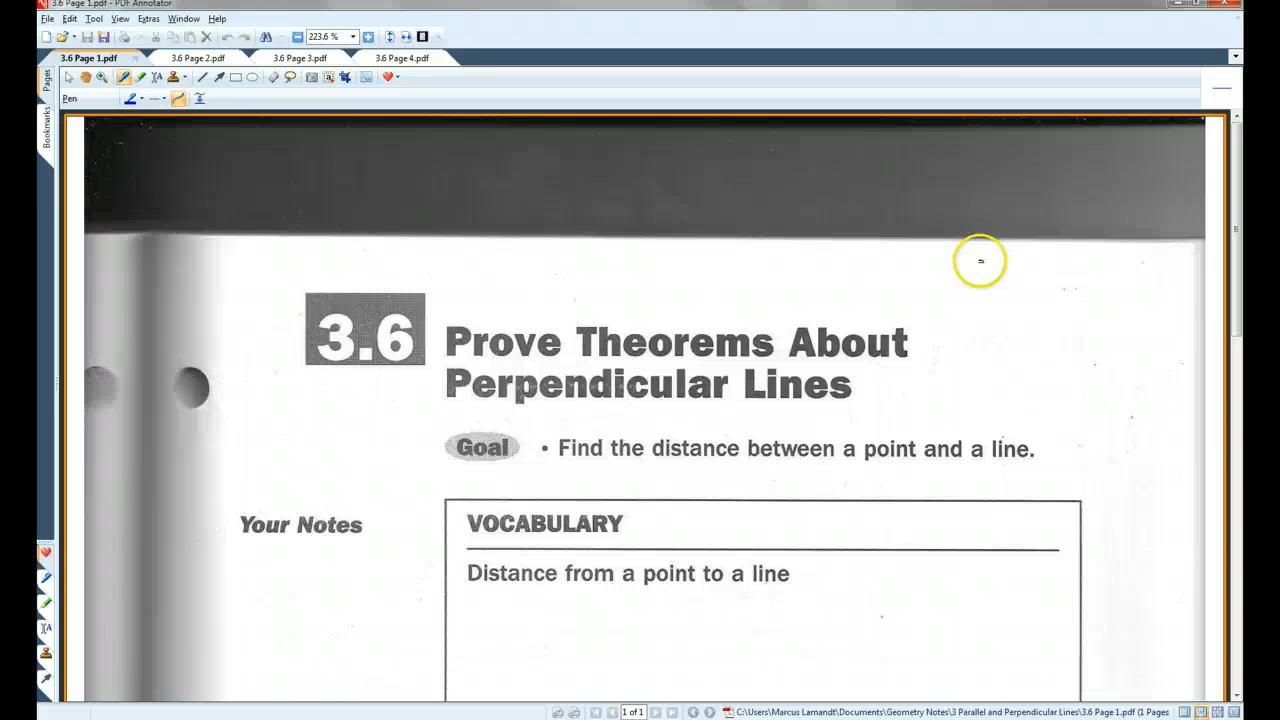 3.6 Page 1.pdf - PDF Annotator
File Edit Tool View Extras Window Help
223.6 %
3.6 Page 1.pdf 3.6 Page 2.pdf 3.6 Page 3.pdf 3.6 Page 4.pdf
Pages
Bookmarks
Pen
3.6 Prove Theorems About
Perpendicular Lines
Goal • Find the distance between a point and a line.
Your Notes
VOCABULARY
Distance from a point to a line
1 of 1
C:\Users\Marcus Lamandt\Documents\Geometry Notes\3 Parallel and Perpendicular Lines\3.6 Page 1.pdf (1 Pages